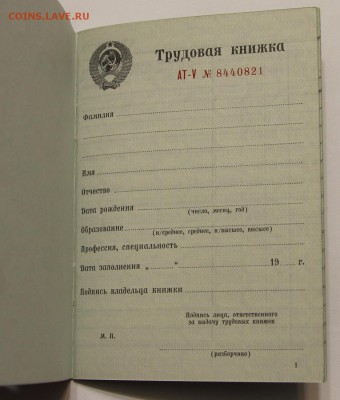 COINS.LAVE.RU
Трудовая книжка
AT-V № 8440821
Фамилия
Имя
Отчество
Дата рождения
(число, месяц, год)
Образование
(н/среднее, среднее, н/высшее, высшее)
Профессия, специальность
Дата заполнения „ “ 19 г.
Подпись владельца книжки
Подпись лица, ответственного
за выдачу трудовых книжек
М. П.
(разборчиво)
1